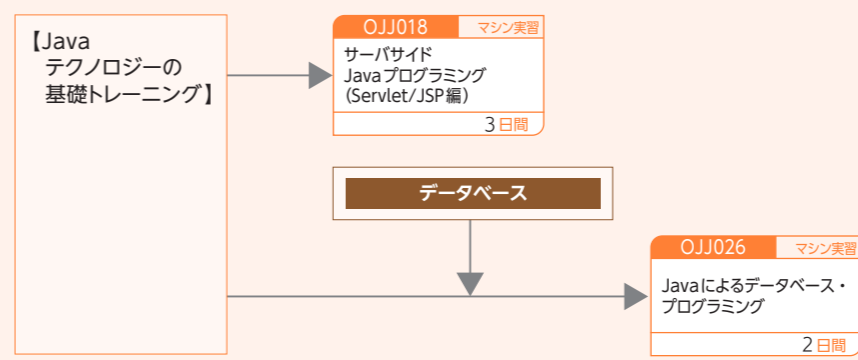 【Java
テクノロジーの
基礎トレーニング】
OJJ018 マシン実習
サーバサイド
Javaプログラミング
(Servlet/JSP編)
3日間
データベース
OJJ026 マシン実習
Javaによるデータベース・
プログラミング
2日間